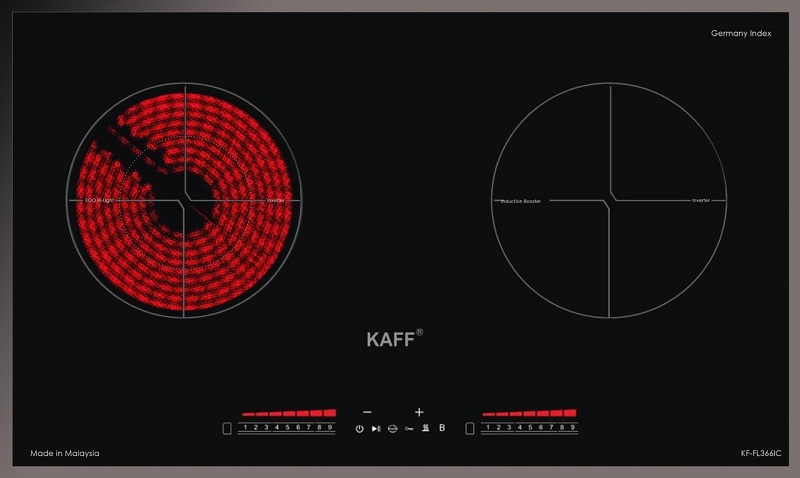 Germany Index
ECO Hi-Light
Inverter
Induction Booster
Inverter
KAFF®
− +
1 2 3 4 5 6 7 8 9
B
1 2 3 4 5 6 7 8 9
Made in Malaysia
KF-FL366IC